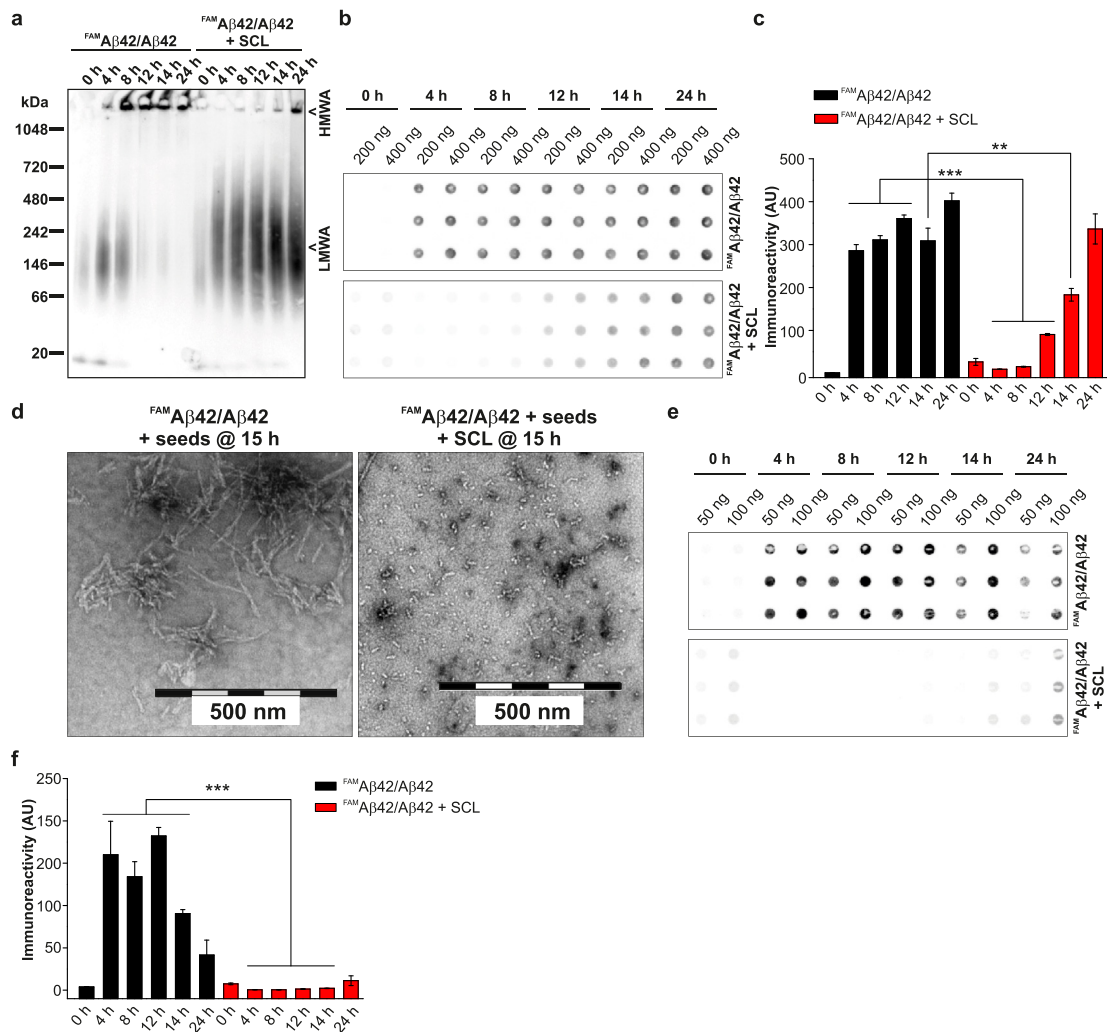 a
FAMAβ42/Aβ42
FAMAβ42/Aβ42
+ SCL
0 h 4 h 8 h 12 h 14 h 24 h 0 h 4 h 8 h 12 h 14 h 24 h
kDa
1048
720
480
242
146
66
20
HMWA
LMWA
b
0 h 4 h 8 h 12 h 14 h 24 h
200 ng 400 ng 200 ng 400 ng 200 ng 400 ng 200 ng 400 ng 200 ng 400 ng 200 ng 400 ng
FAMAβ42/Aβ42
FAMAβ42/Aβ42
+ SCL
c
FAMAβ42/Aβ42
FAMAβ42/Aβ42 + SCL
Immunoreactivity (AU)
500
400
300
200
100
0
***
**
0 h 4 h 8 h 12 h 14 h 24 h 0 h 4 h 8 h 12 h 14 h 24 h
d
FAMAβ42/Aβ42
+ seeds @ 15 h
FAMAβ42/Aβ42 + seeds
+ SCL @ 15 h
500 nm
500 nm
e
0 h 4 h 8 h 12 h 14 h 24 h
50 ng 100 ng 50 ng 100 ng 50 ng 100 ng 50 ng 100 ng 50 ng 100 ng 50 ng 100 ng
FAMAβ42/Aβ42
FAMAβ42/Aβ42
+ SCL
f
FAMAβ42/Aβ42
FAMAβ42/Aβ42 + SCL
Immunoreactivity (AU)
250
200
200
100
50
0
***
0 h 4 h 8 h 12 h 14 h 24 h 0 h 4 h 8 h 12 h 14 h 24 h